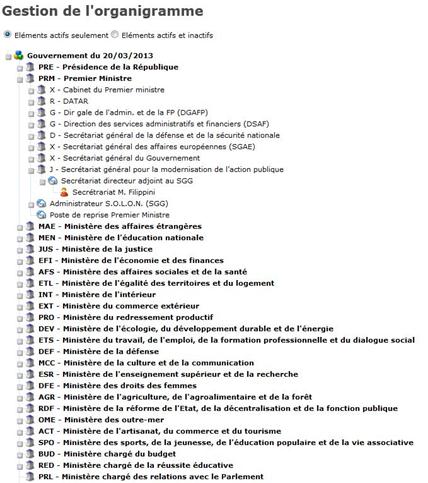 Gestion de l'organigramme
Eléments actifs seulement Eléments actifs et inactifs
Gouvernement du 20/03/2013
PRE - Présidence de la République
PRM - Premier Ministre
X - Cabinet du Premier ministre
R - DATAR
G - Dir gale de l'admin. et de la FP (DGAFP)
G - Direction des services administratifs et financiers (DSAF)
D - Secrétariat général de la défense et de la sécurité nationale
X - Secrétariat général des affaires européennes (SGAE)
X - Secrétariat général du Gouvernement
J - Secrétariat général pour la modernisation de l'action publique
Secrétariat directeur adjoint au SGG
Secrétrariat M. Filippini
Administrateur S.O.L.O.N. (SGG)
Poste de reprise Premier Ministre
MAE - Ministère des affaires étrangères
MEN - Ministère de l'éducation nationale
JUS - Ministère de la justice
EFI - Ministère de l'économie et des finances
AFS - Ministère des affaires sociales et de la santé
ETL - Ministère de l'égalité des territoires et du logement
INT - Ministère de l'intérieur
EXT - Ministère du commerce extérieur
PRO - Ministère du redressement productif
DEV - Ministère de l'écologie, du développement durable et de l'énergie
ETS - Ministère du travail, de l'emploi, de la formation professionnelle et du dialogue social
DEF - Ministère de la défense
MCC - Ministère de la culture et de la communication
ESR - Ministère de l'enseignement supérieur et de la recherche
DFE - Ministère des droits des femmes
AGR - Ministère de l'agriculture, de l'agroalimentaire et de la forêt
RDF - Ministère de la réforme de l'Etat, de la décentralisation et de la fonction publique
OME - Ministère des outre-mer
ACT - Ministère de l'artisanat, du commerce et du tourisme
SPO - Ministère des sports, de la jeunesse, de l'éducation populaire et de la vie associative
BUD - Ministère chargé du budget
RED - Ministère chargé de la réussite éducative
PRL - Ministère chargé des relations avec le Parlement